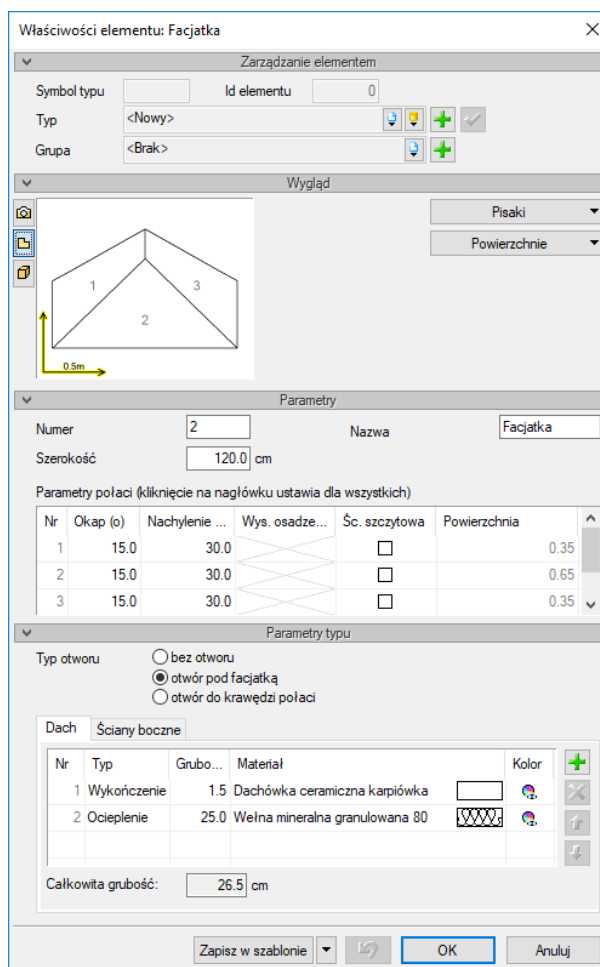 Właściwości elementu: Facjatka
Zarządzanie elementem
Symbol typu Id elementu 0
Typ <Nowy>
Grupa <Brak>
Wygląd
Pisaki
Powierzchnie
1 3
2
0.5m
Parametry
Numer 2 Nazwa Facjatka
Szerokość 120.0 cm
Parametry połaci (kliknięcie na nagłówku ustawia dla wszystkich)
Nr Okap (o) Nachylenie ... Wys. osadze... Śc. szczytowa Powierzchnia
1 15.0 30.0 0.35
2 15.0 30.0 0.65
3 15.0 30.0 0.35
Parametry typu
Typ otworu bez otworu
otwór pod facjatką
otwór do krawędzi połaci
Dach Ściany boczne
Nr Typ Grubo... Materiał Kolor
1 Wykończenie 1.5 Dachówka ceramiczna karpiówka
2 Ocieplenie 25.0 Wełna mineralna granulowana 80
Całkowita grubość: 26.5 cm
Zapisz w szablonie OK Anuluj